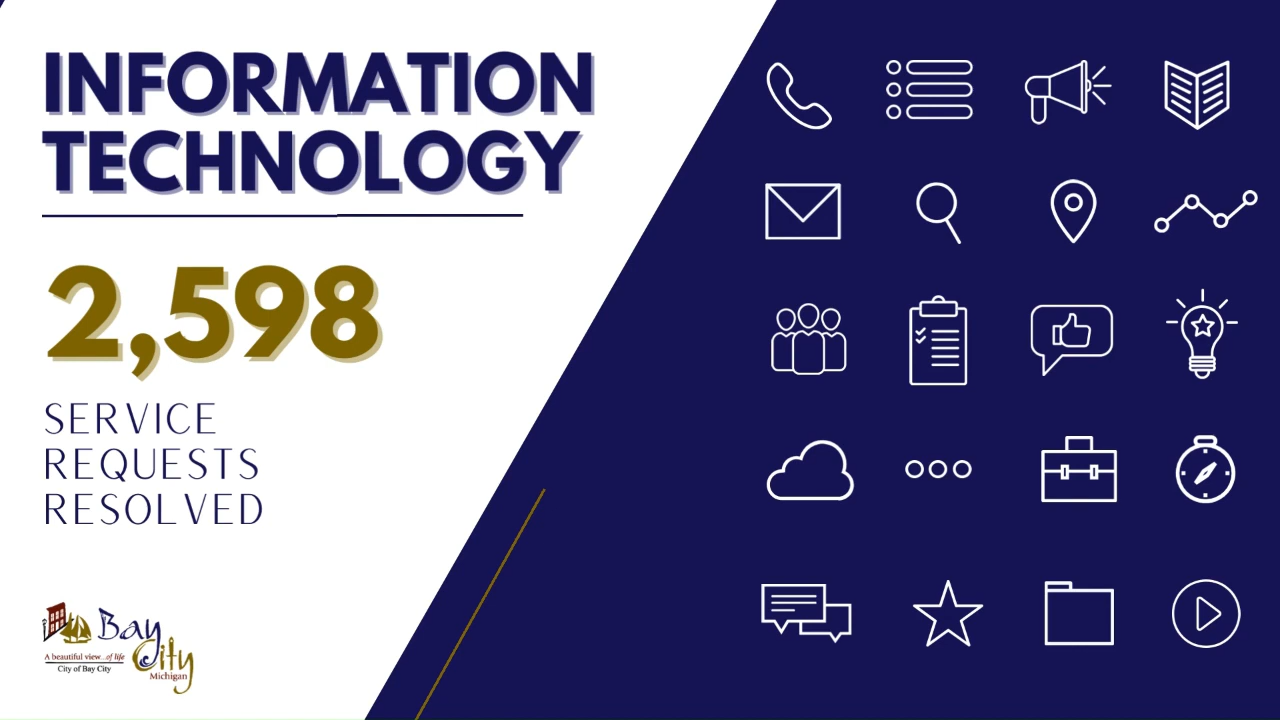 INFORMATION
TECHNOLOGY
2,598
SERVICE
REQUESTS
RESOLVED
Bay
City
A beautiful view...of life
City of Bay City
Michigan